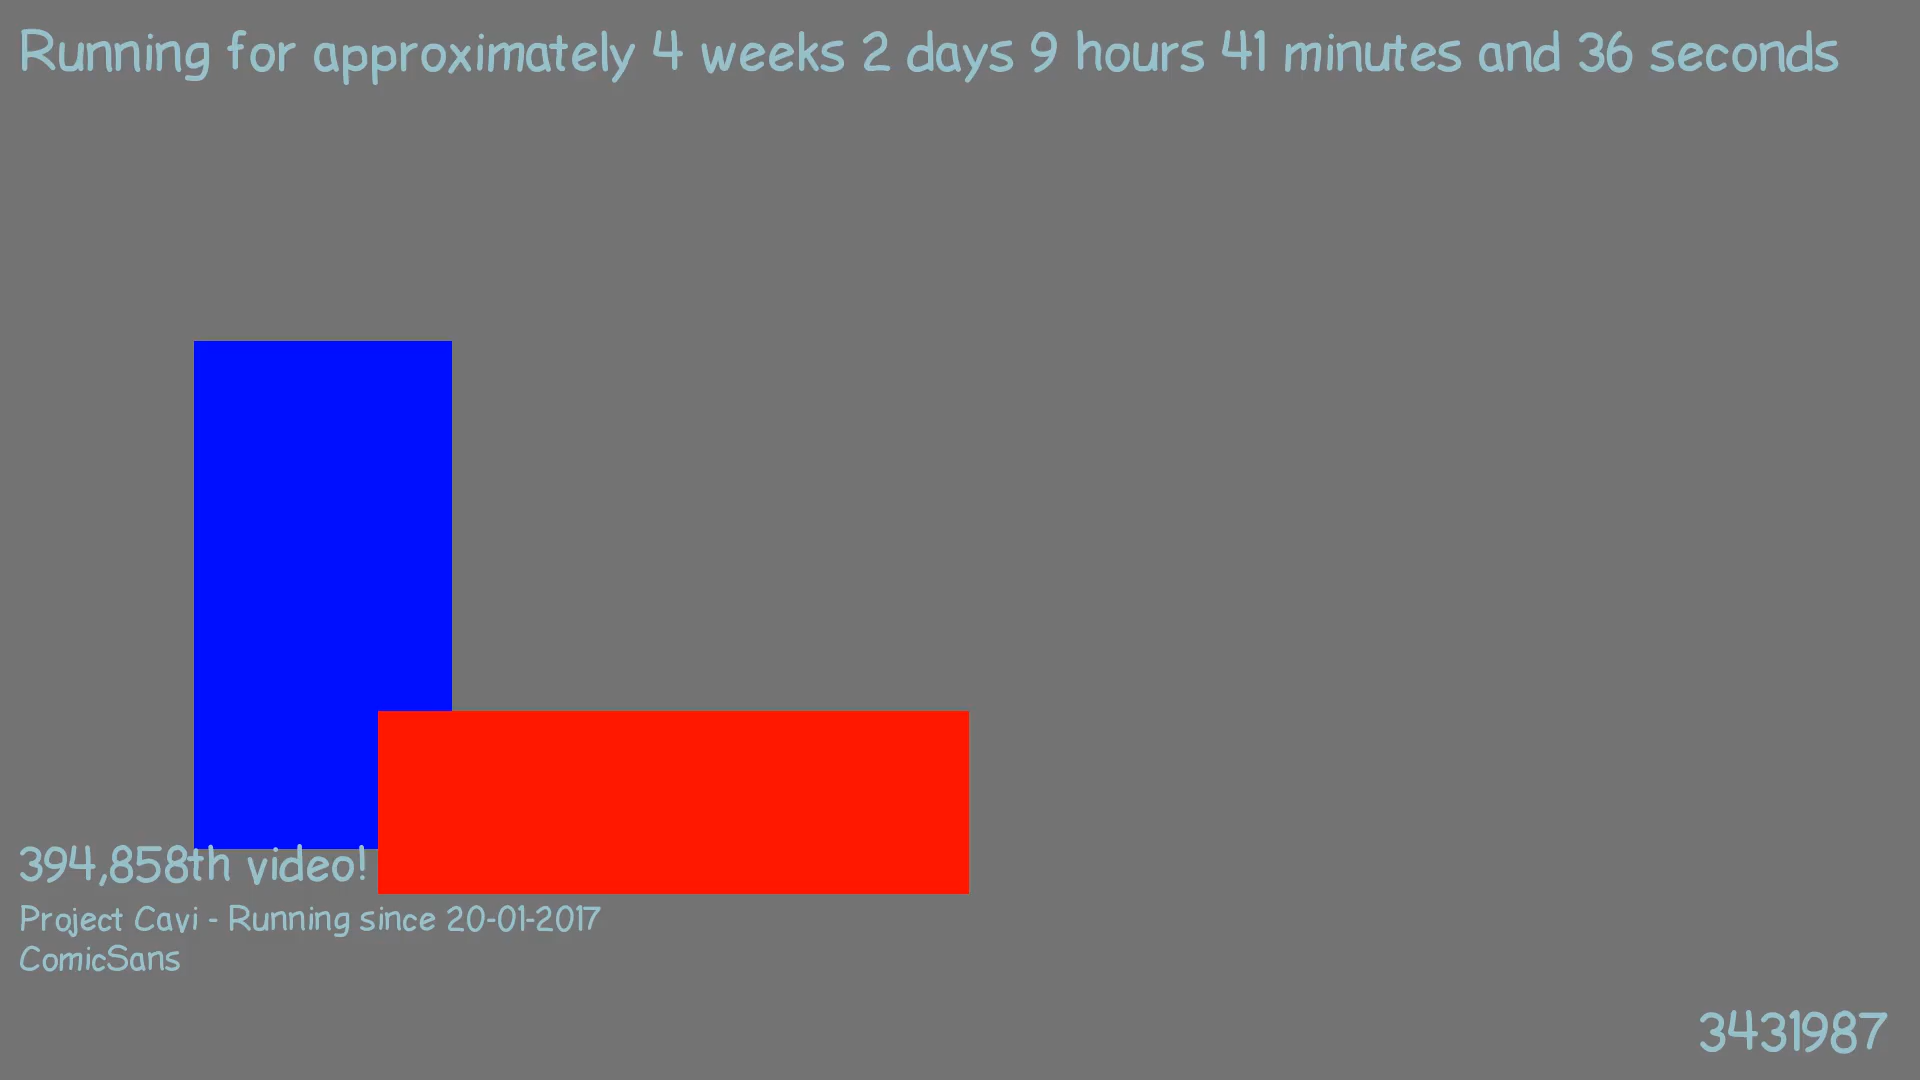 Running for approximately 4 weeks 2 days 9 hours 41 minutes and 36 seconds
394,858th video!
Project Cavi - Running since 20-01-2017
ComicSans
3431987